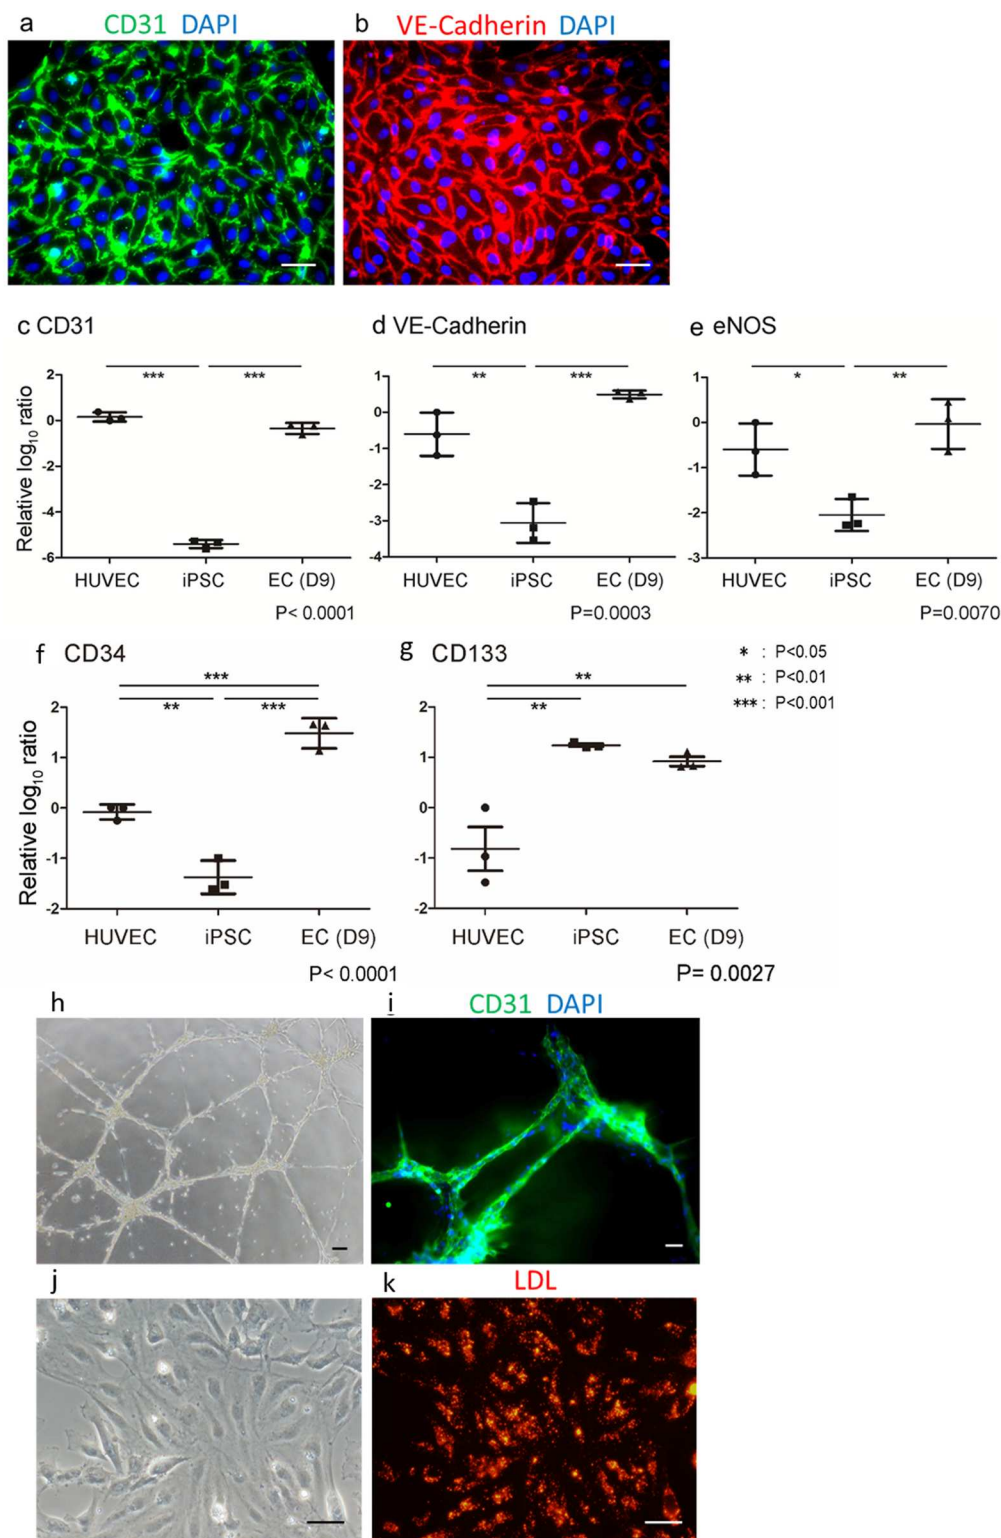 a CD31 DAPI
b VE-Cadherin DAPI
c CD31
d VE-Cadherin
e eNOS
Relative log10 ratio
2
0
-2
-4
-6
*** ***
HUVEC iPSC EC (D9)
P< 0.0001
1
0
-1
-2
-3
-4
** ***
HUVEC iPSC EC (D9)
P=0.0003
1
0
-1
-2
-3
* **
HUVEC iPSC EC (D9)
P=0.0070
f CD34
g CD133
* : P<0.05
** : P<0.01
*** : P<0.001
Relative log10 ratio
2
1
0
-1
-2
***
** ***
HUVEC iPSC EC (D9)
P< 0.0001
2
1
0
-1
-2
**
**
HUVEC iPSC EC (D9)
P= 0.0027
h
i CD31 DAPI
j
k LDL